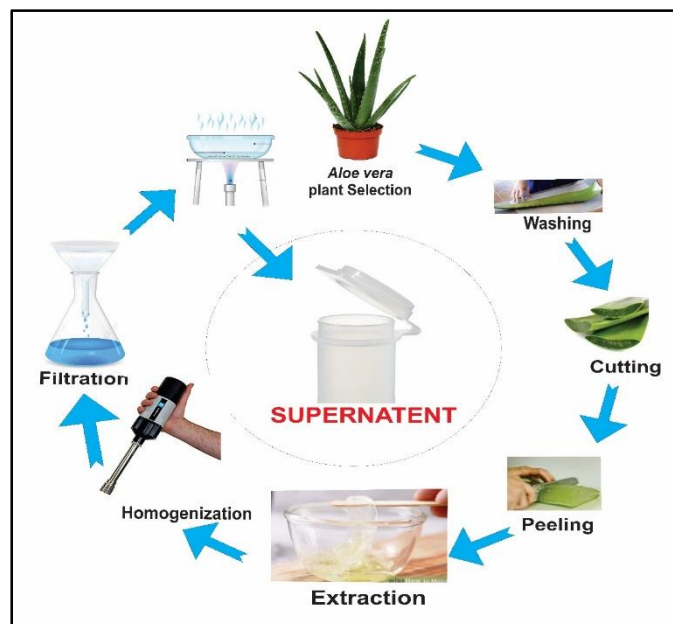 Aloe vera
plant Selection
Washing
Cutting
Peeling
Extraction
Homogenization
Filtration
SUPERNATENT